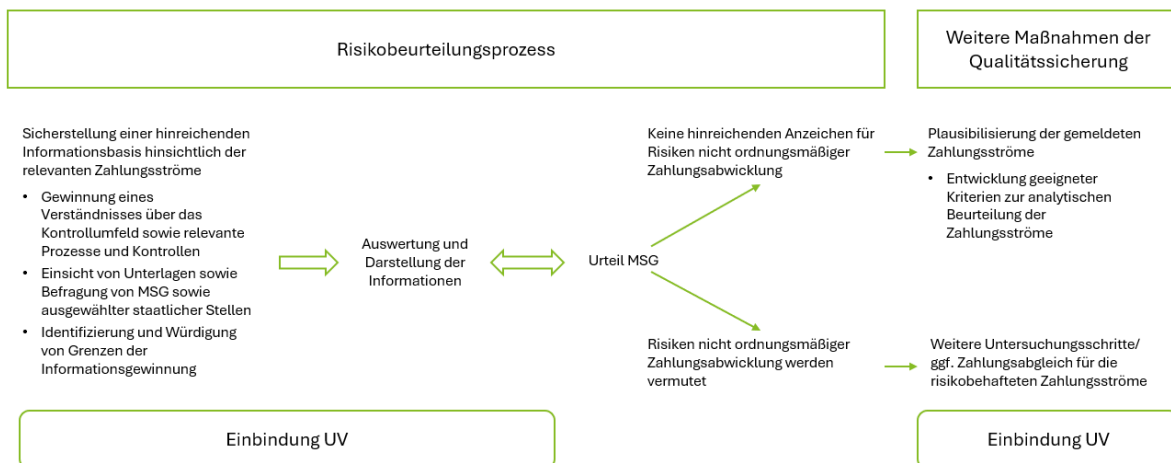 Risikobeurteilungsprozess
Weitere Maßnahmen der
Qualitätssicherung
Sicherstellung einer hinreichenden
Informationsbasis hinsichtlich der
relevanten Zahlungsströme
• Gewinnung eines
Verständnisses über das
Kontrollumfeld sowie relevante
Prozesse und Kontrollen
• Einsicht von Unterlagen sowie
Befragung von MSG sowie
ausgewählter staatlicher Stellen
• Identifizierung und Würdigung
von Grenzen der
Informationsgewinnung
Auswertung und
Darstellung der
Informationen
Urteil MSG
Keine hinreichenden Anzeichen für
Risiken nicht ordnungsmäßiger
Zahlungsabwicklung
Plausibilisierung der gemeldeten
Zahlungsströme
• Entwicklung geeigneter
Kriterien zur analytischen
Beurteilung der
Zahlungsströme
Risiken nicht ordnungsmäßiger
Zahlungsabwicklung werden
vermutet
Weitere Untersuchungsschritte/
ggf. Zahlungsabgleich für die
risikobehafteten Zahlungsströme
Einbindung UV
Einbindung UV